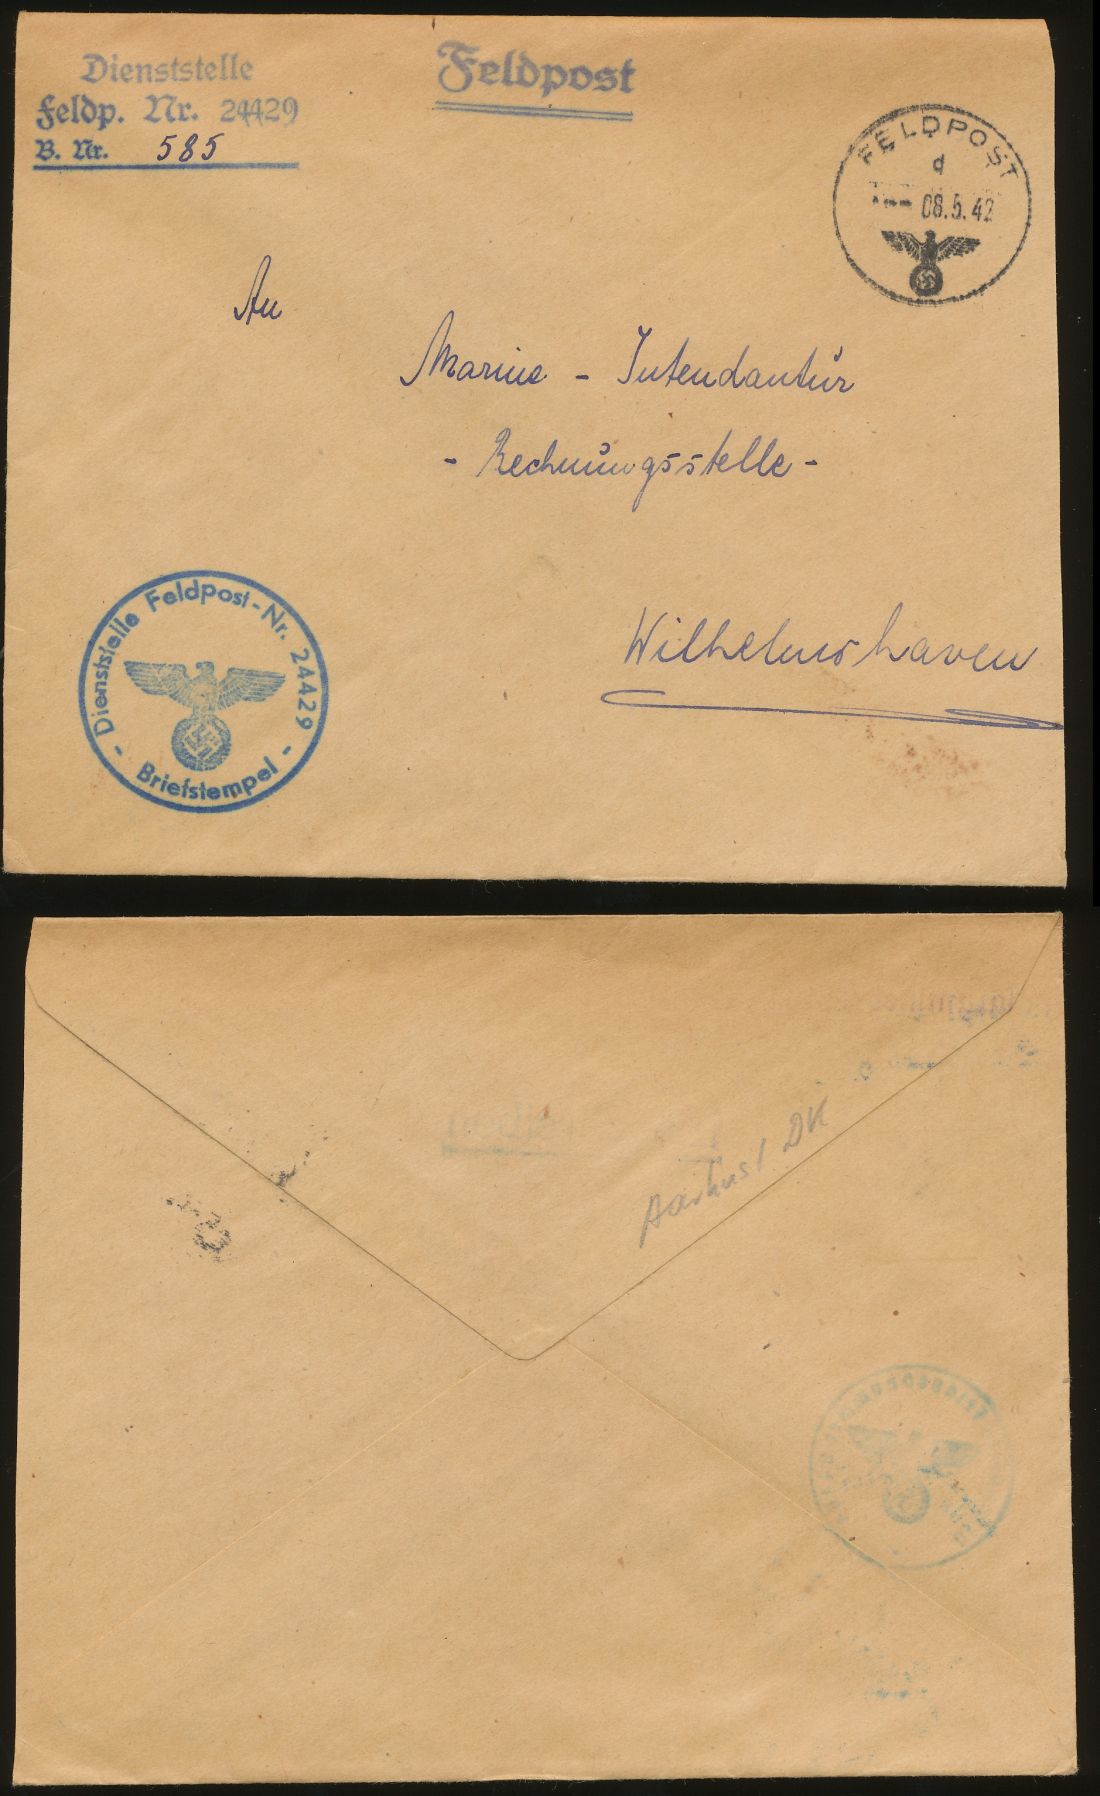 Dienststelle
Feldp. Nr. 24429
B. Nr. 585
Feldpost
FELDPOST
d
08.5.42
An
Marine - Intendantur
- Rechnungsstelle -
Wilhelmshaven
- Dienststelle Feldpost-Nr. 24429 -
Briefstempel
Aarhus / DK